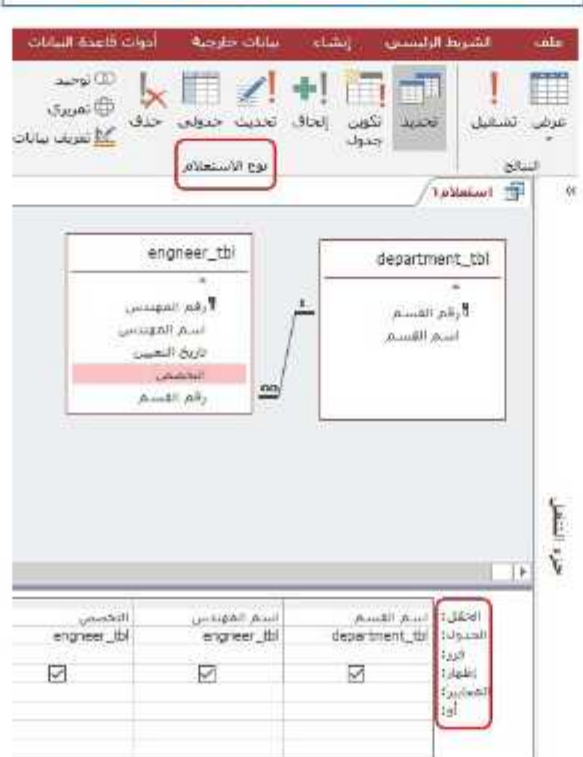 ملف الشريط الرئيسي إنشاء بيانات خارجية أدوات قاعدة البيانات
عرض تشغيل تحديد تكوين جدول إلحاق تحديث جدولي حذف
توحيد
تمريري
تعريف بيانات
النتائج نوع الاستعلام
استعلام١
engneer_tbl
رقم المهندس
اسم المهندس
تاريخ التعيين
التخصص
رقم القسم
department_tbl
رقم القسم
اسم القسم
جزء التنقل
الحقل: اسم القسم اسم المهندس التخصص
الجدول: department_tbl engneer_tbl engneer_tbl
فرز:
إظهار:
المعايير:
أو: